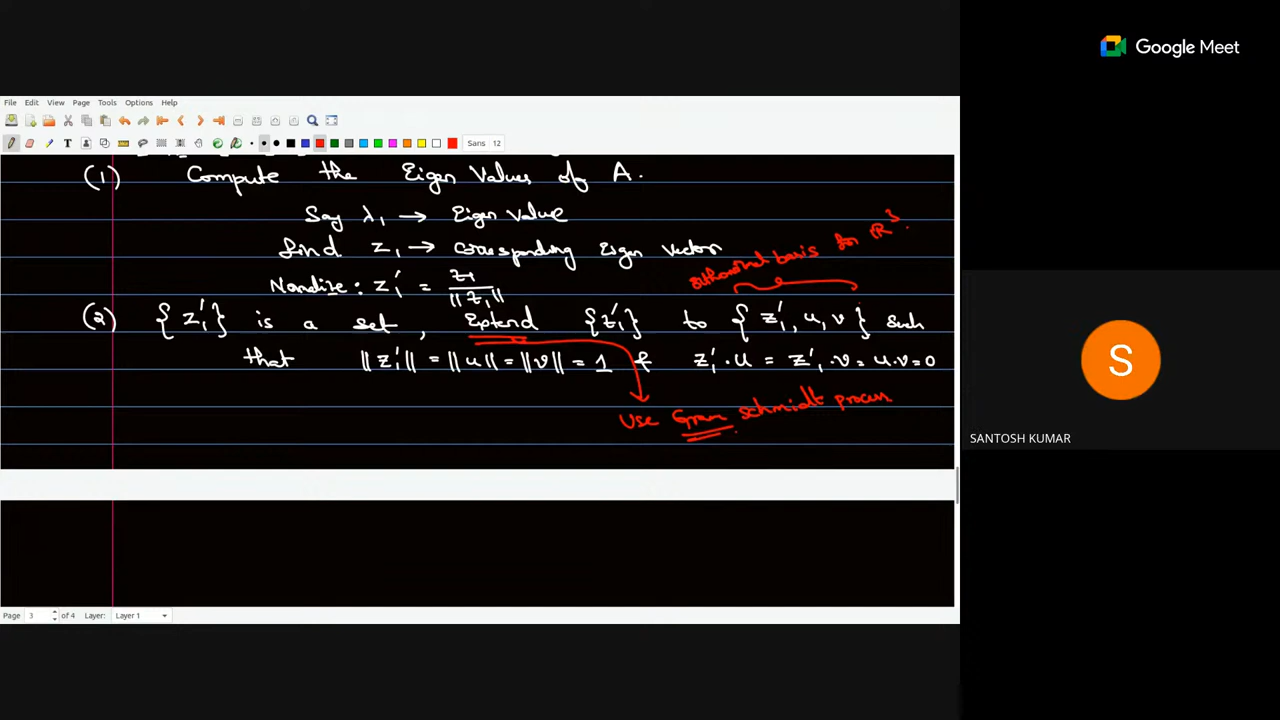 Google Meet
File Edit View Page Tools Options Help
Sans 12
(1) Compute the Eigen Values of A.
Say λ₁ → Eigen Value
find z₁ → corresponding Eigen vector
Normalize : z₁' = z₁ / ||z₁||
orthonormal basis for ℝ³.
(2) {z₁'} is a set, Extend {z₁'} to {z₁', u, v} such
that ||z₁'|| = ||u|| = ||v|| = 1 & z₁'·u = z₁'·v = u·v = 0
Use Gram schmidt process
S
SANTOSH KUMAR
Page 3 of 4 Layer: Layer 1